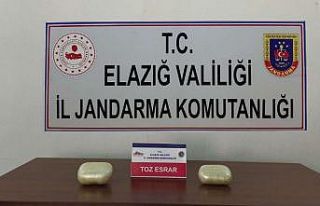 T.C.
ELAZIĞ VALİLİĞİ
İL JANDARMA KOMUTANLIĞI
T.C.
TOZ ESRAR